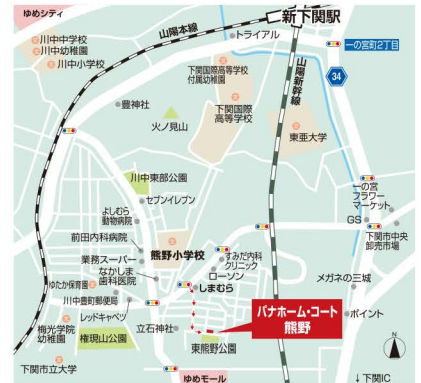 ゆめシティ
新下関駅
山陽本線
トライアル
一の宮町2丁目
川中中学校
川中幼稚園
川中小学校
下関国際高等学校
付属幼稚園
山陽新幹線
34
豊神社
火ノ見山
下関国際
高等学校
東亜大学
川中東部公園
セブンイレブン
一の宮
フラワー
マーケット
よしむら
動物病院
GS
前田内科病院
熊野小学校
すみだ内科
クリニック
下関市中央
卸売市場
業務スーパー
ローソン
なかしま
歯科医院
メガネの三城
ゆたか保育園
しまむら
川中豊町郵便局
パナホーム・コート
熊野
レッドキャベツ
ポイント
梅光学院
幼稚園
立石神社
権現山公園
東熊野公園
N
下関市立大学
ゆめモール
↓下関IC